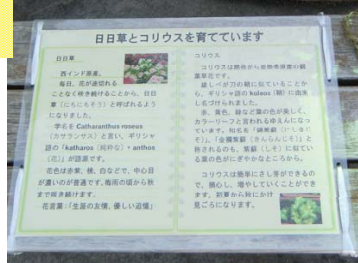 日日草とコリウスを育てています
日日草
西インド原産。
毎日、花が途切れる
ことなく咲き続けることから、日日
草(にちにちそう)と呼ばれるよう
になりました。
学名を Catharanthus roseus
(カサランサス)と言い、ギリシャ
語の「katharos(純粋な)+ anthos
(花)」が語源です。
花色は赤紫、桃、白などで、中心目
が濃いのが普通です。梅雨の頃から秋
まで咲き続けます。
花言葉:「生涯の友情、優しい追憶」
コリウス
コリウスは熱帯から亜熱帯原産の観
葉草花です。
雄しべが刀の鞘に似ていることか
ら、ギリシャ語の koleos(鞘)に由来
し名づけられました。
赤、黄色、緑など葉の色が美しく、
カラーリーフと言われるゆえんになっ
ています。和名を「錦紫蘇(にしきじ
そ)」、「金襴紫蘇(きんらんじそ)」と
称されるのも、紫蘇(しそ)に似てい
る葉の色がにぎやかなところから。
コリウスは簡単にさし芽ができるの
で、摘心し、増やしていくことができ
ます。初夏から秋にかけ
見ごろになります。